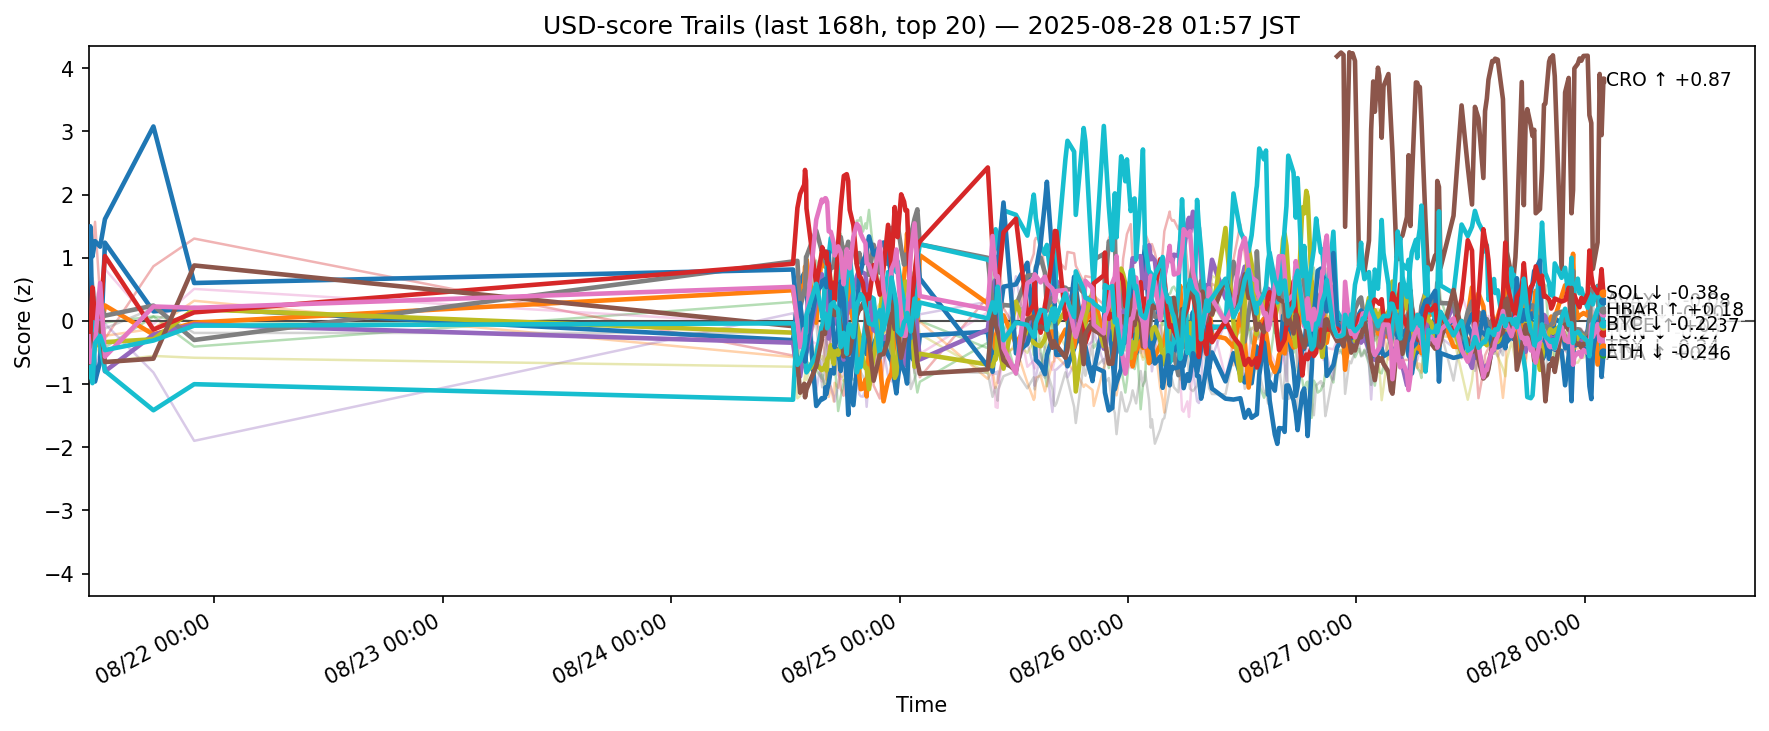 USD-score Trails (last 168h, top 20) — 2025-08-28 01:57 JST
Score (z)
4
3
2
1
0
−1
−2
−3
−4
CRO ↑ +0.87
SOL ↓ -0.38
HBAR ↑ +0.18
BTC ↓ -0.22
ETH ↓ -0.24
08/22 00:00
08/23 00:00
08/24 00:00
08/25 00:00
08/26 00:00
08/27 00:00
08/28 00:00
Time